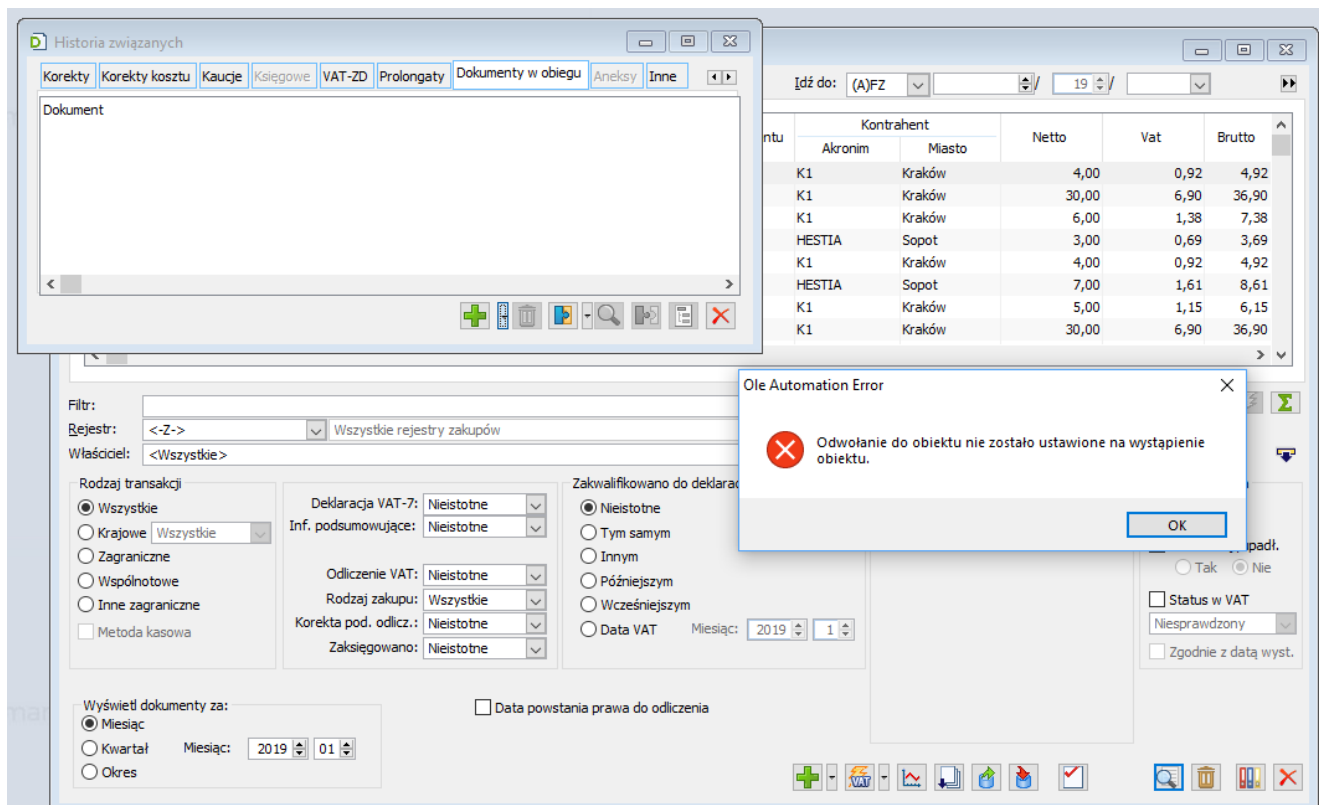 Historia związanych
Korekty Korekty kosztu Kaucje Księgowe VAT-ZD Prolongaty Dokumenty w obiegu Aneksy Inne
Dokument
Idź do: (A)FZ / 19 /
ntu Kontrahent Netto Vat Brutto
Akronim Miasto
K1 Kraków 4,00 0,92 4,92
K1 Kraków 30,00 6,90 36,90
K1 Kraków 6,00 1,38 7,38
HESTIA Sopot 3,00 0,69 3,69
K1 Kraków 4,00 0,92 4,92
HESTIA Sopot 7,00 1,61 8,61
K1 Kraków 5,00 1,15 6,15
K1 Kraków 30,00 6,90 36,90
Ole Automation Error
Odwołanie do obiektu nie zostało ustawione na wystąpienie
obiektu.
OK
Filtr:
Rejestr: <-Z-> Wszystkie rejestry zakupów
Właściciel: <Wszystkie>
Rodzaj transakcji
Wszystkie
Krajowe Wszystkie
Zagraniczne
Wspólnotowe
Inne zagraniczne
Metoda kasowa
Deklaracja VAT-7: Nieistotne
Inf. podsumowujące: Nieistotne
Odliczenie VAT: Nieistotne
Rodzaj zakupu: Wszystkie
Korekta pod. odlicz.: Nieistotne
Zaksięgowano: Nieistotne
Zakwalifikowano do deklarac
Nieistotne
Tym samym
Innym
Późniejszym
Wcześniejszym
Data VAT Miesiąc: 2019 1
upadł.
Tak Nie
Status w VAT
Niesprawdzony
Zgodnie z datą wyst.
Wyświetl dokumenty za:
Miesiąc
Kwartał Miesiąc: 2019 01
Okres
Data powstania prawa do odliczenia
VAT